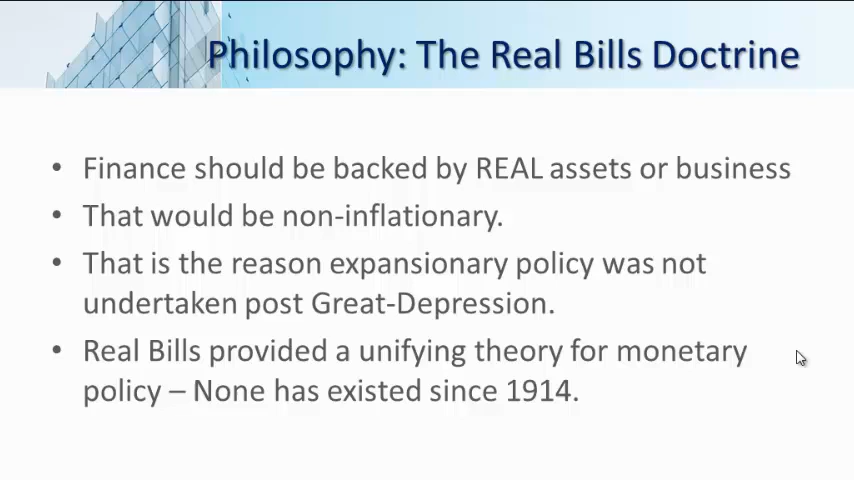 Philosophy: The Real Bills Doctrine
• Finance should be backed by REAL assets or business
• That would be non-inflationary.
• That is the reason expansionary policy was not
undertaken post Great-Depression.
• Real Bills provided a unifying theory for monetary
policy – None has existed since 1914.